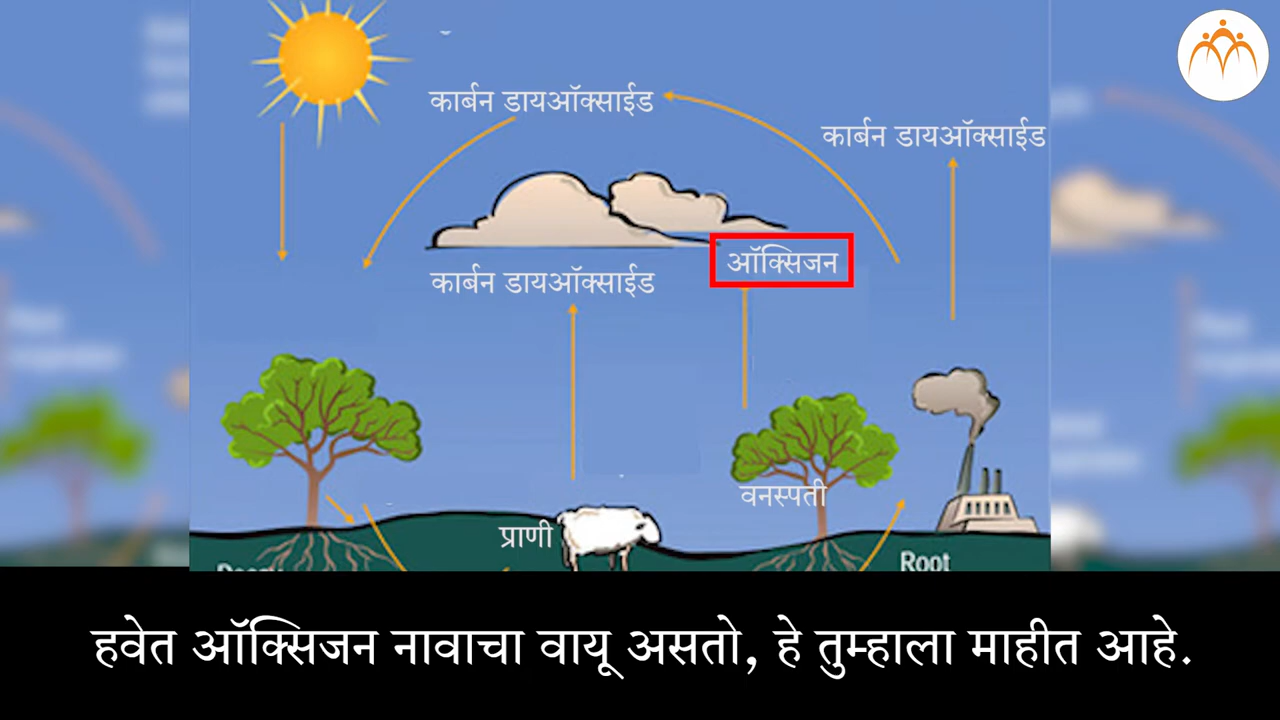 कार्बन डायऑक्साईड
कार्बन डायऑक्साईड
ऑक्सिजन
कार्बन डायऑक्साईड
वनस्पती
प्राणी
Root
हवेत ऑक्सिजन नावाचा वायू असतो, हे तुम्हाला माहीत आहे.